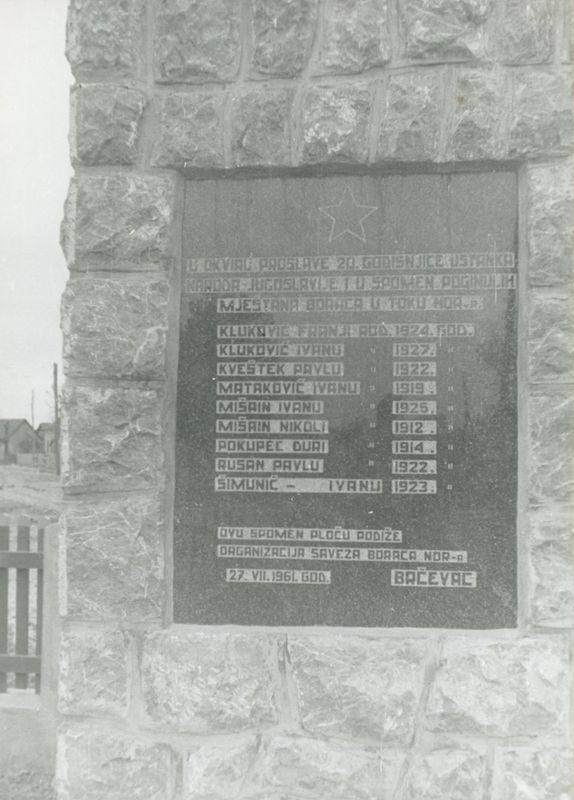 U OKVIRU PROSLAVE 20. GODIŠNJICE USTANKA
NARODA JUGOSLAVIJE I U SPOMEN POGINULIH
MJEŠTANA BORACA U TOKU NOR-a:
KLUKOVIĆ FRANJI ROĐ. 1924. GOD.
KLUKOVIĆ IVANU " 1927. "
KVEŠTEK PAVLU " 1922. "
MATAKOVIĆ IVANU " 1919. "
MIŠAIN IVANU " 1925. "
MIŠAIN NIKOLI " 1912. "
POKUPEC ĐURI " 1914. "
RUSAN PAVLU " 1922. "
ŠIMUNIĆ - IVANU 1923. "
OVU SPOMEN PLOČU PODIŽE
ORGANIZACIJA SAVEZA BORACA NOR-a
27. VII. 1961. GOD. BRČEVAC